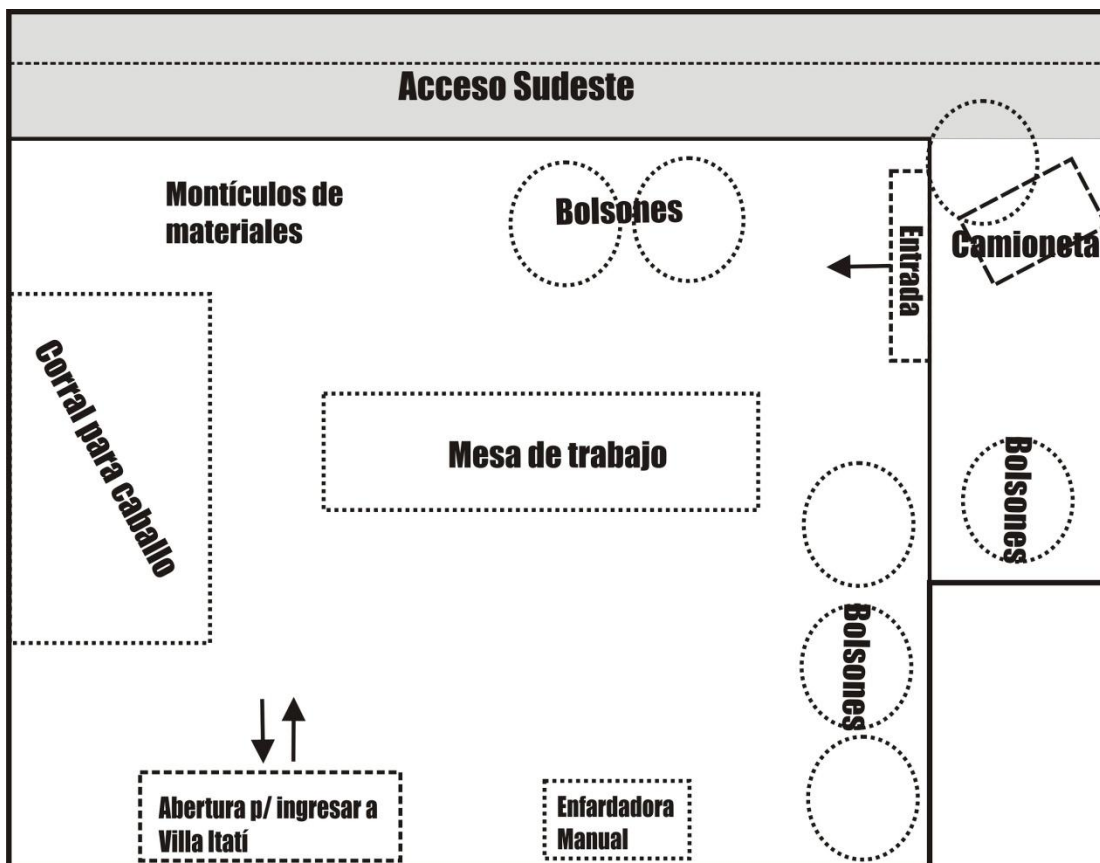 Acceso Sudeste
Montículos de
materiales
Bolsones
Entrada
Camioneta
Corral para caballo
Mesa de trabajo
Bolsones
Bolsones
Abertura p/ ingresar a
Villa Itatí
Enfardadora
Manual